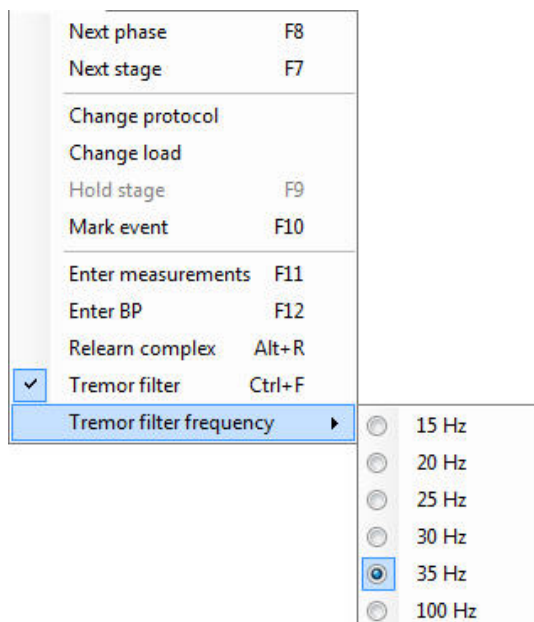 Next phase F8
Next stage F7
Change protocol
Change load
Hold stage F9
Mark event F10
Enter measurements F11
Enter BP F12
Relearn complex Alt+R
Tremor filter Ctrl+F
Tremor filter frequency
15 Hz
20 Hz
25 Hz
30 Hz
35 Hz
100 Hz